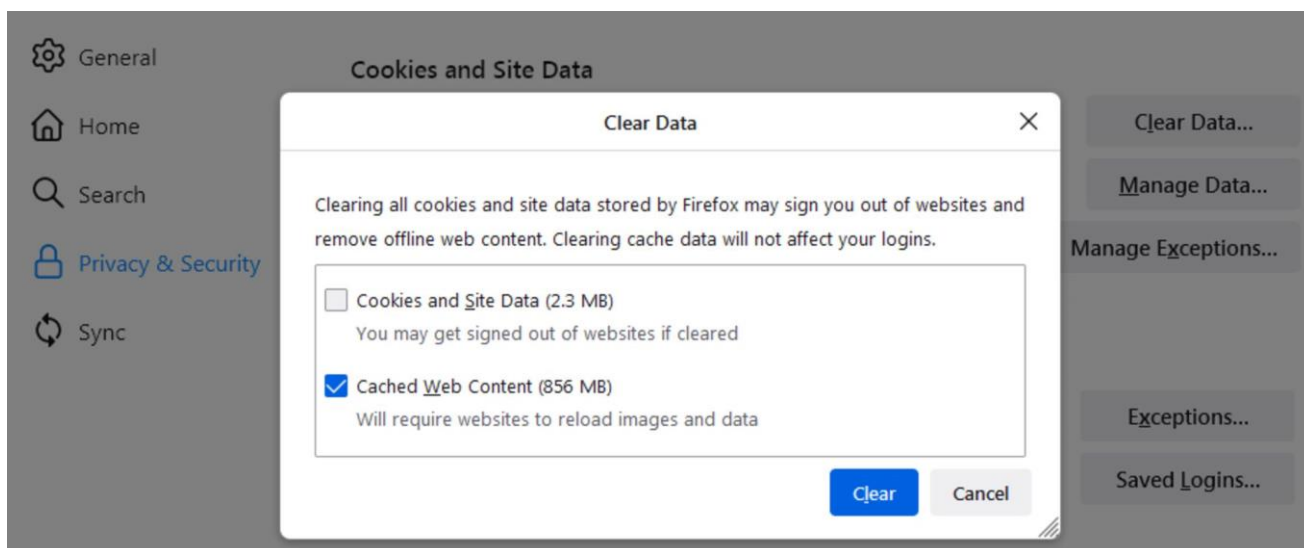 General
Home
Search
Privacy & Security
Sync
Cookies and Site Data
Clear Data...
Manage Data...
Manage Exceptions...
Exceptions...
Saved Logins...
Clear Data
Clearing all cookies and site data stored by Firefox may sign you out of websites and
remove offline web content. Clearing cache data will not affect your logins.
Cookies and Site Data (2.3 MB)
You may get signed out of websites if cleared
Cached Web Content (856 MB)
Will require websites to reload images and data
Clear
Cancel